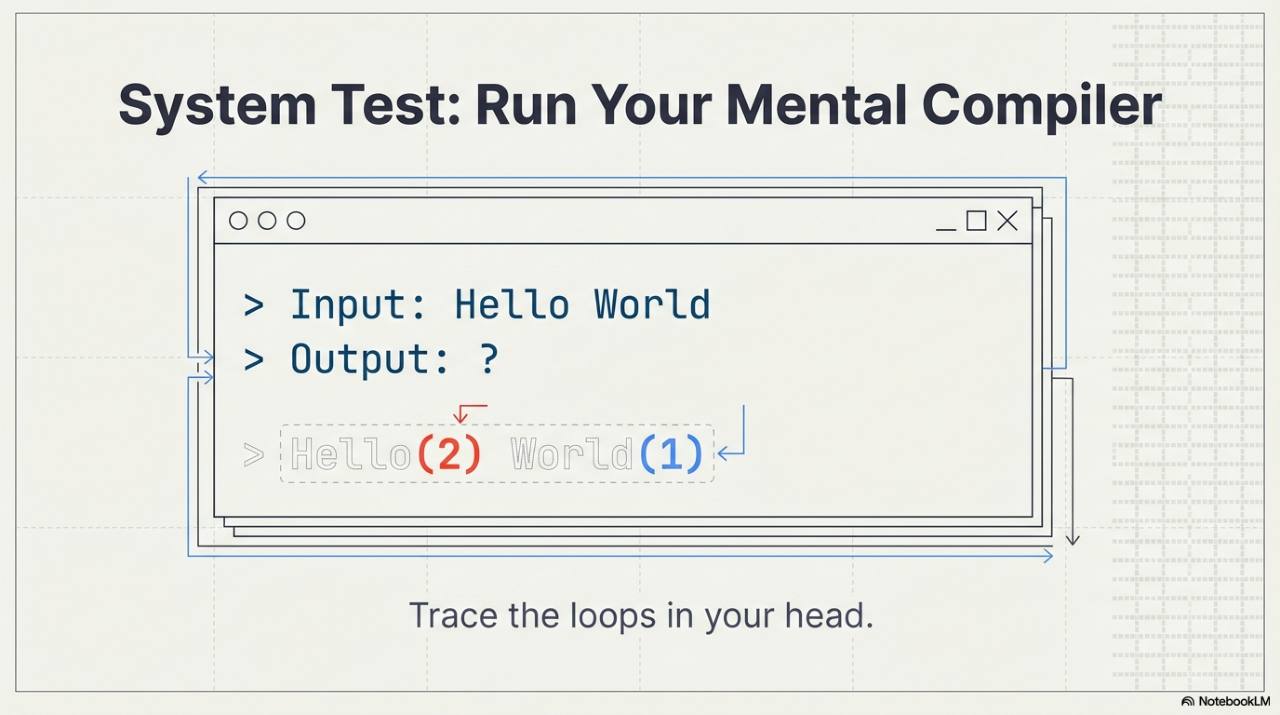 System Test: Run Your Mental Compiler
> Input: Hello World
> Output: ?
> Hello(2) World(1)
Trace the loops in your head.
NotebookLM